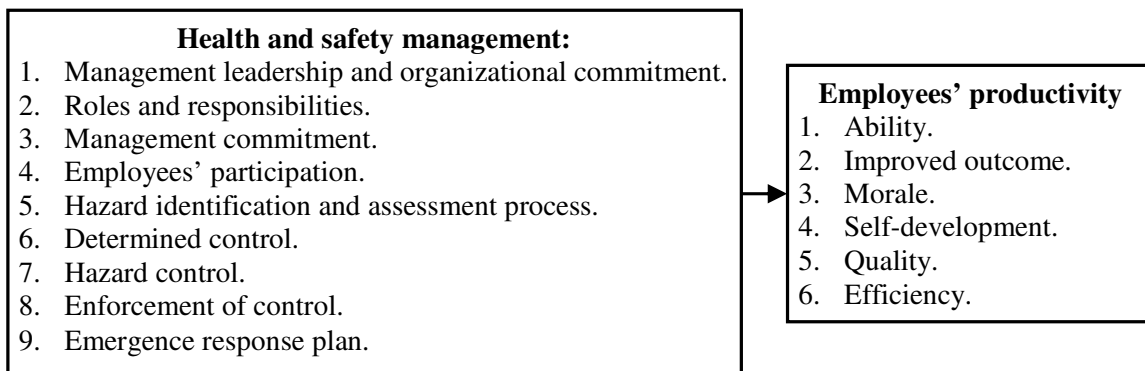 Health and safety management:
1. Management leadership and organizational commitment.
2. Roles and responsibilities.
3. Management commitment.
4. Employees’ participation.
5. Hazard identification and assessment process.
6. Determined control.
7. Hazard control.
8. Enforcement of control.
9. Emergence response plan.
Employees’ productivity
1. Ability.
2. Improved outcome.
3. Morale.
4. Self-development.
5. Quality.
6. Efficiency.